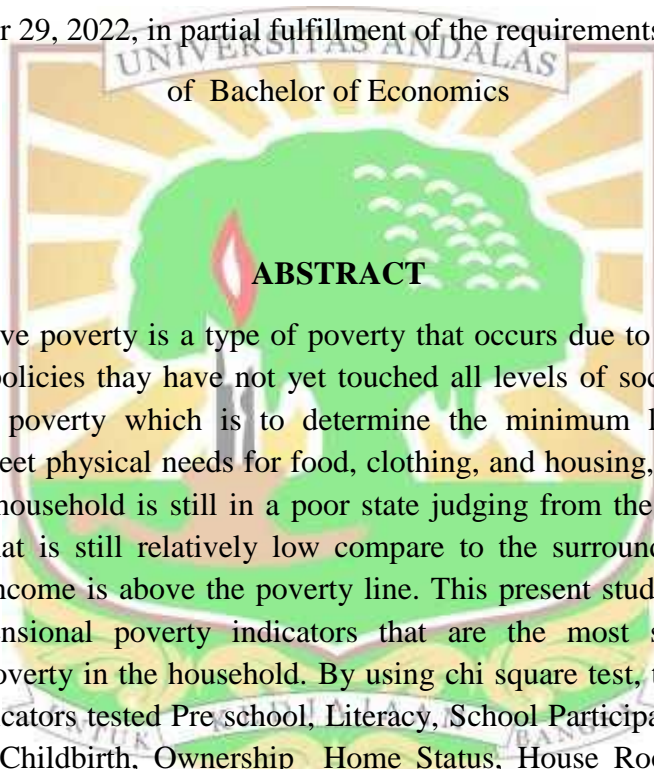 r 29, 2022, in partial fulfillment of the requirements
UNIVERSITAS ANDALAS
of Bachelor of Economics
ABSTRACT
ve poverty is a type of poverty that occurs due to
policies thay have not yet touched all levels of soc
poverty which is to determine the minimum l
eet physical needs for food, clothing, and housing,
household is still in a poor state judging from the
at is still relatively low compare to the surround
ncome is above the poverty line. This present stud
ensional poverty indicators that are the most s
overty in the household. By using chi square test, t
icators tested Pre school, Literacy, School Participa
UNTUK KEDJAJAAN BANGSA
Childbirth, Ownership Home Status, House Roo